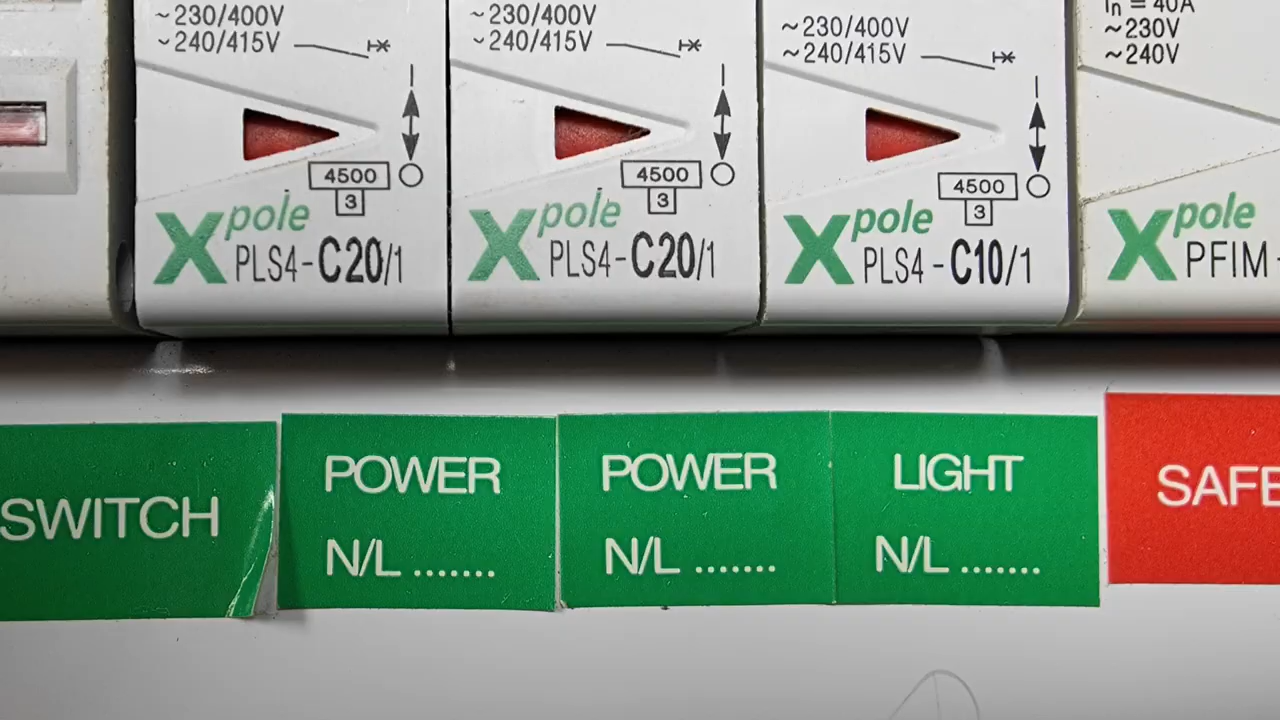 ~230/400V
~240/415V
4500
3
Xpole
PLS4-C20/1
~230/400V
~240/415V
4500
3
Xpole
PLS4-C20/1
~230/400V
~240/415V
4500
3
Xpole
PLS4-C10/1
In = 40A
~230V
~240V
Xpole
PFIM-
SWITCH
POWER
N/L .......
POWER
N/L .......
LIGHT
N/L .......
SAFE